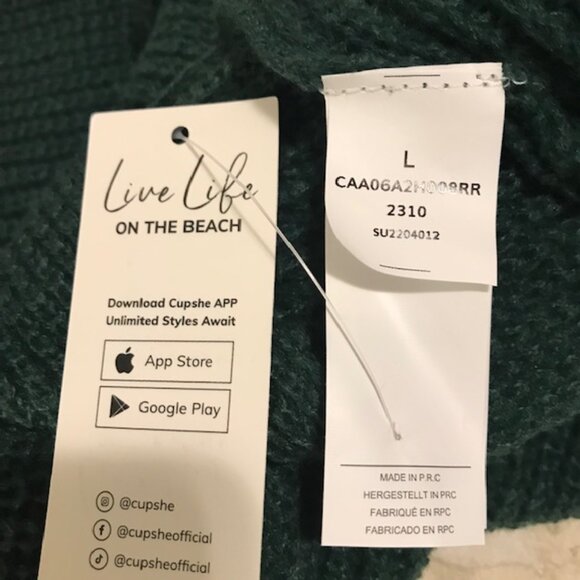 Live Life
ON THE BEACH
Download Cupshe APP
Unlimited Styles Await
App Store
Google Play
@cupshe
@cupsheofficial
@cupsheofficial
L
CAA06A2H008RR
2310
SU2204012
MADE IN P.R.C
HERGESTELLT IN PRC
FABRIQUÉ EN RPC
FABRICADO EN RPC